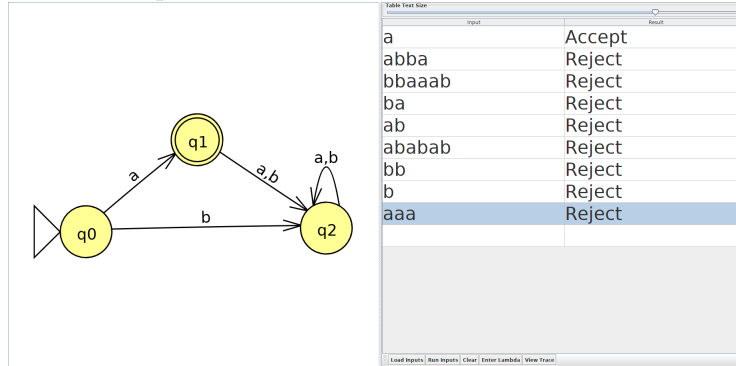 Table Text Size
Input Result
a Accept
abba Reject
bbaaab Reject
ba Reject
ab Reject
ababab Reject
bb Reject
b Reject
aaa Reject
q1
a
a,b
a,b
b
q0
q2
Load Inputs Run Inputs Clear Enter Lambda View Trace